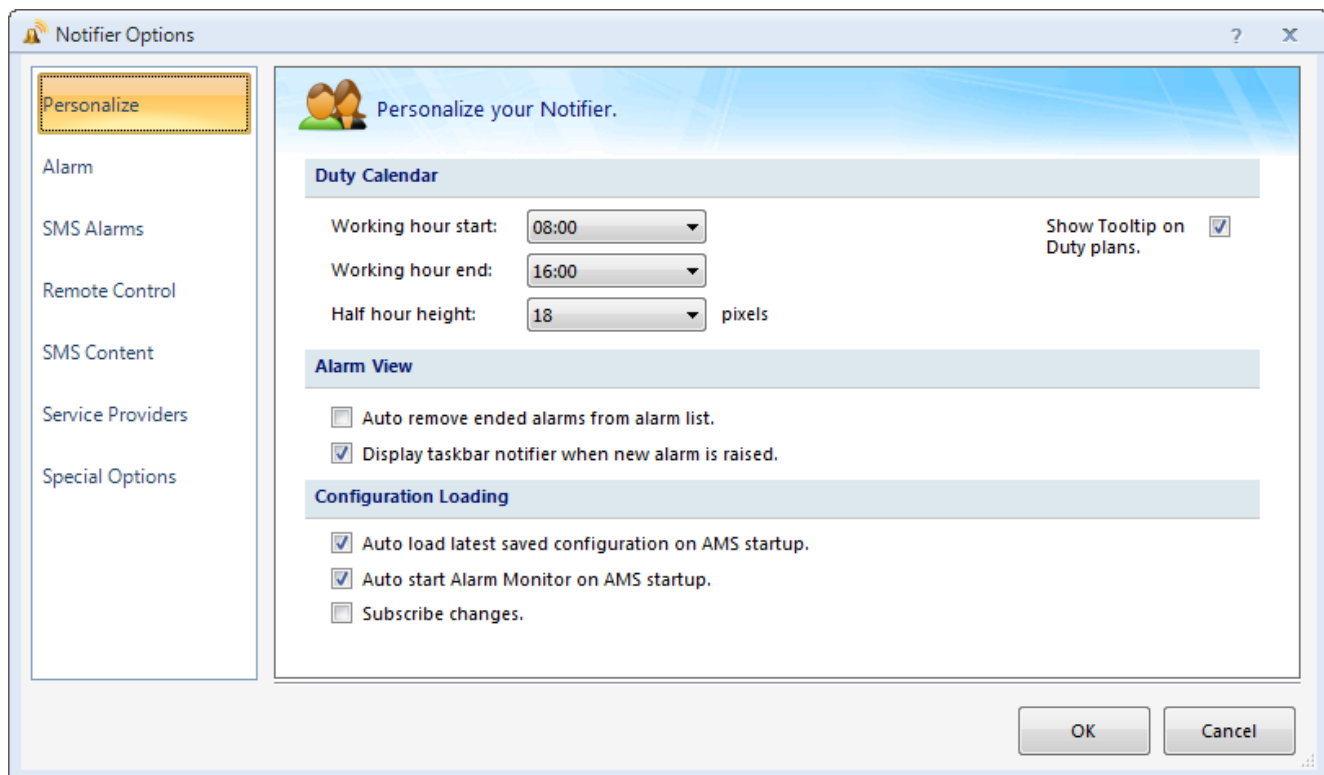 Notifier Options
? X
Personalize
Alarm
SMS Alarms
Remote Control
SMS Content
Service Providers
Special Options
Personalize your Notifier.
Duty Calendar
Working hour start: 08:00
Show Tooltip on
Duty plans.
Working hour end: 16:00
Half hour height: 18 pixels
Alarm View
Auto remove ended alarms from alarm list.
Display taskbar notifier when new alarm is raised.
Configuration Loading
Auto load latest saved configuration on AMS startup.
Auto start Alarm Monitor on AMS startup.
Subscribe changes.
OK Cancel